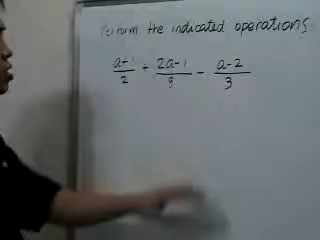 Perform the indicated operations
a+1/2 + 2a-1/9 - a-2/3